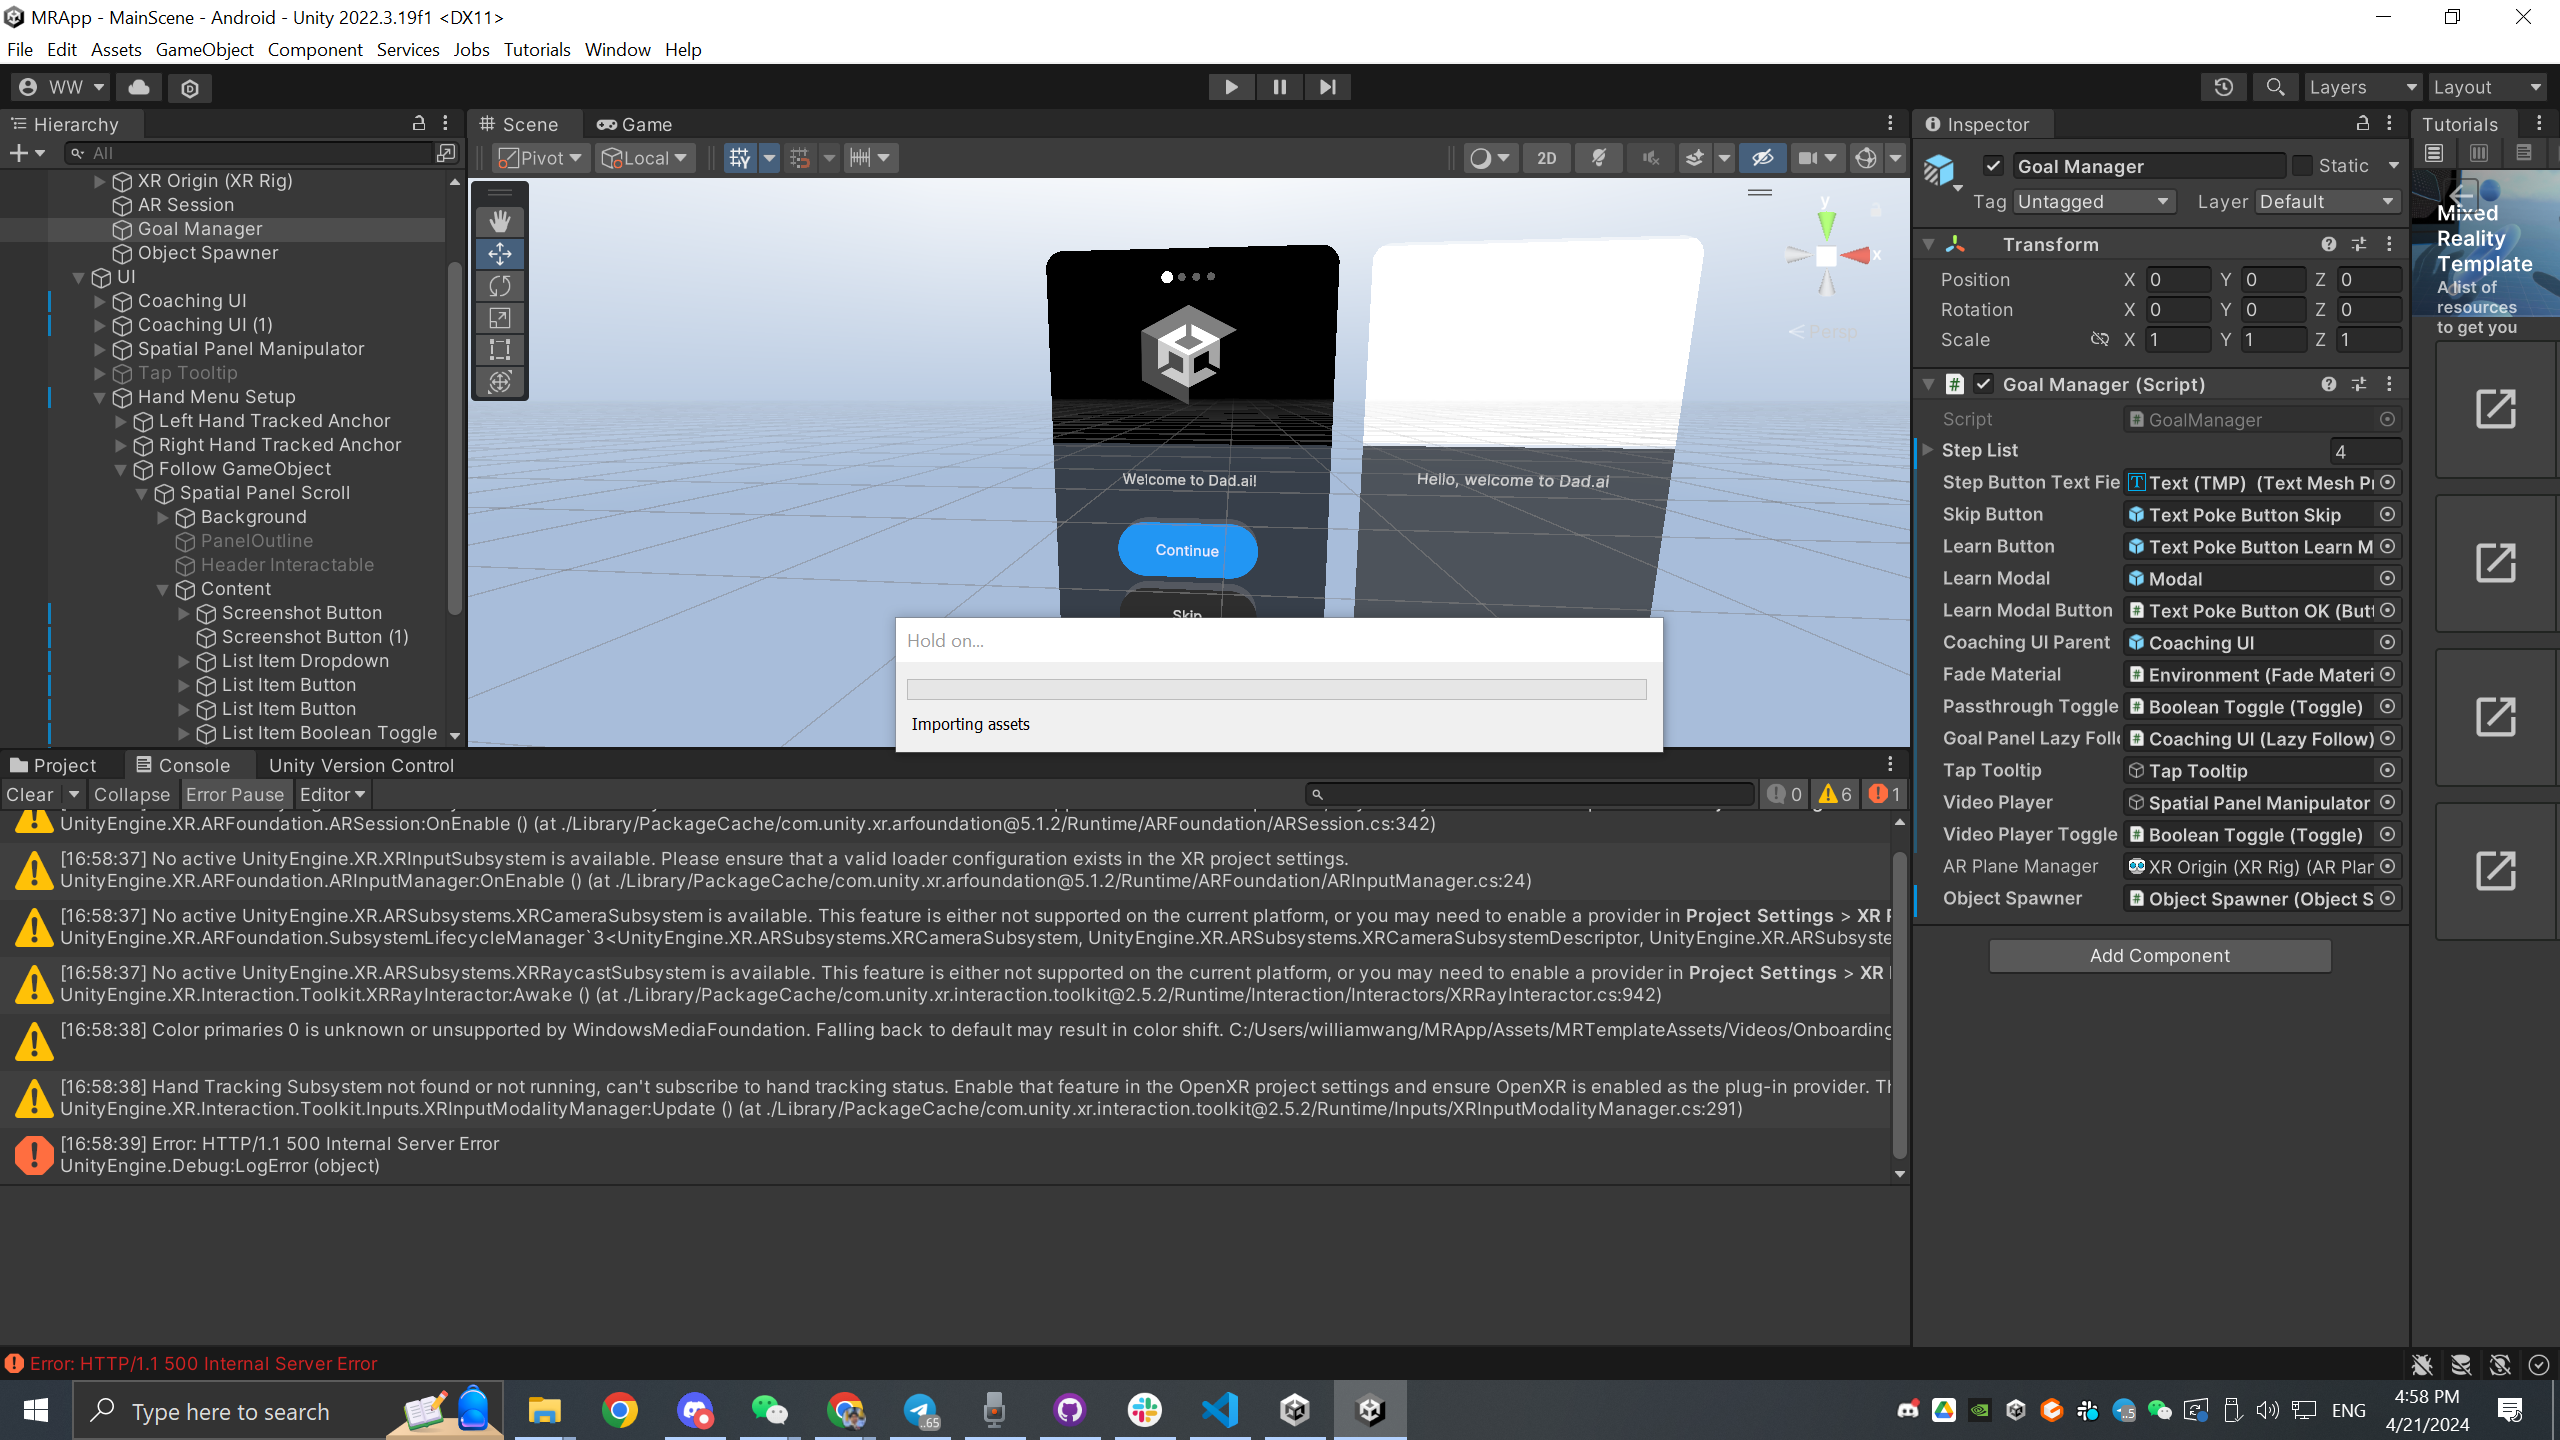 MRApp - MainScene - Android - Unity 2022.3.19f1 <DX11>
File Edit Assets GameObject Component Services Jobs Tutorials Window Help
WW
Layers
Layout
Hierarchy
All
XR Origin (XR Rig)
AR Session
Goal Manager
Object Spawner
UI
Coaching UI
Coaching UI (1)
Spatial Panel Manipulator
Tap Tooltip
Hand Menu Setup
Left Hand Tracked Anchor
Right Hand Tracked Anchor
Follow GameObject
Spatial Panel Scroll
Background
PanelOutline
Header Interactable
Content
Screenshot Button
Screenshot Button (1)
List Item Dropdown
List Item Button
List Item Button
List Item Boolean Toggle
Scene
Game
Pivot
Local
2D
y
x
Persp
Welcome to Dad.ai!
Continue
Skip
Hello, welcome to Dad.ai
Hold on...
Importing assets
Inspector
Goal Manager
Static
Tag Untagged
Layer Default
Transform
Position X 0 Y 0 Z 0
Rotation X 0 Y 0 Z 0
Scale X 1 Y 1 Z 1
Goal Manager (Script)
Script GoalManager
Step List 4
Step Button Text Fie Text (TMP) (Text Mesh Pr
Skip Button Text Poke Button Skip
Learn Button Text Poke Button Learn M
Learn Modal Modal
Learn Modal Button Text Poke Button OK (But
Coaching UI Parent Coaching UI
Fade Material Environment (Fade Materi
Passthrough Toggle Boolean Toggle (Toggle)
Goal Panel Lazy Foll Coaching UI (Lazy Follow)
Tap Tooltip Tap Tooltip
Video Player Spatial Panel Manipulator
Video Player Toggle Boolean Toggle (Toggle)
AR Plane Manager XR Origin (XR Rig) (AR Plan
Object Spawner Object Spawner (Object S
Add Component
Tutorials
Mixed
Reality
Template
A list of
resources
to get you
Project
Console
Unity Version Control
Clear
Collapse
Error Pause
Editor
0
6
1
UnityEngine.XR.ARFoundation.ARSession:OnEnable () (at ./Library/PackageCache/com.unity.xr.arfoundation@5.1.2/Runtime/ARFoundation/ARSession.cs:342)
[16:58:37] No active UnityEngine.XR.XRInputSubsystem is available. Please ensure that a valid loader configuration exists in the XR project settings.
UnityEngine.XR.ARFoundation.ARInputManager:OnEnable () (at ./Library/PackageCache/com.unity.xr.arfoundation@5.1.2/Runtime/ARFoundation/ARInputManager.cs:24)
[16:58:37] No active UnityEngine.XR.ARSubsystems.XRCameraSubsystem is available. This feature is either not supported on the current platform, or you may need to enable a provider in Project Settings > XR P
UnityEngine.XR.ARFoundation.SubsystemLifecycleManager`3<UnityEngine.XR.ARSubsystems.XRCameraSubsystem, UnityEngine.XR.ARSubsystems.XRCameraSubsystemDescriptor, UnityEngine.XR.ARSubsyste
[16:58:37] No active UnityEngine.XR.ARSubsystems.XRRaycastSubsystem is available. This feature is either not supported on the current platform, or you may need to enable a provider in Project Settings > XR
UnityEngine.XR.Interaction.Toolkit.XRRayInteractor:Awake () (at ./Library/PackageCache/com.unity.xr.interaction.toolkit@2.5.2/Runtime/Interaction/Interactors/XRRayInteractor.cs:942)
[16:58:38] Color primaries 0 is unknown or unsupported by WindowsMediaFoundation. Falling back to default may result in color shift. C:/Users/williamwang/MRApp/Assets/MRTemplateAssets/Videos/Onboarding
[16:58:38] Hand Tracking Subsystem not found or not running, can't subscribe to hand tracking status. Enable that feature in the OpenXR project settings and ensure OpenXR is enabled as the plug-in provider. Th
UnityEngine.XR.Interaction.Toolkit.Inputs.XRInputModalityManager:Update () (at ./Library/PackageCache/com.unity.xr.interaction.toolkit@2.5.2/Runtime/Inputs/XRInputModalityManager.cs:291)
[16:58:39] Error: HTTP/1.1 500 Internal Server Error
UnityEngine.Debug:LogError (object)
Error: HTTP/1.1 500 Internal Server Error
Type here to search
ENG
4:58 PM
4/21/2024